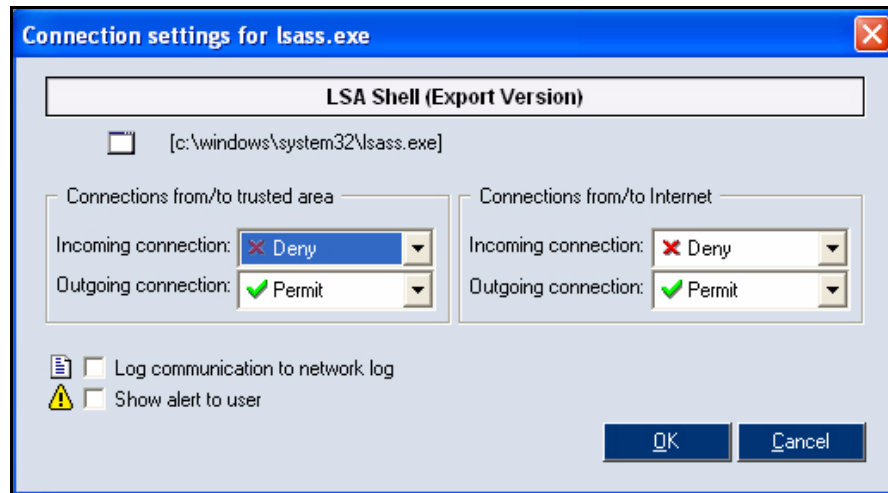 Connection settings for lsass.exe
LSA Shell (Export Version)
[c:\windows\system32\lsass.exe]
Connections from/to trusted area
Incoming connection: Deny
Outgoing connection: Permit
Connections from/to Internet
Incoming connection: Deny
Outgoing connection: Permit
Log communication to network log
Show alert to user
OK Cancel